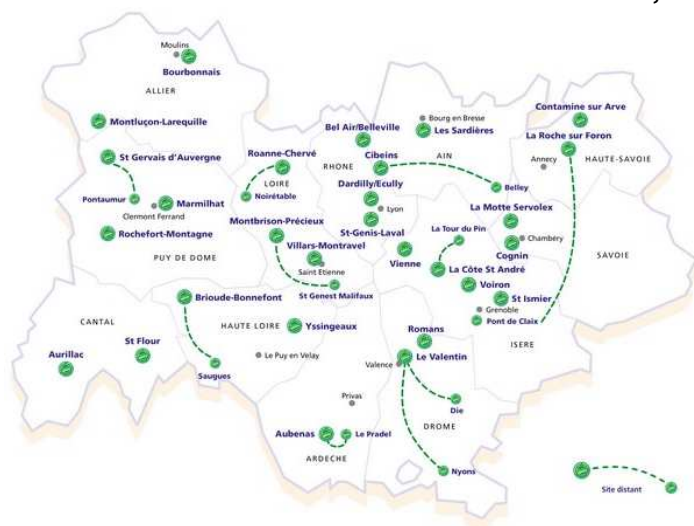 Moulins
Bourbonnais
ALLIER
Montluçon-Larequille
St Gervais d'Auvergne
Pontaumur
Marmilhat
Clermont Ferrand
Rochefort-Montagne
PUY DE DOME
Roanne-Chervé
LOIRE
Noirétable
Montbrison-Précieux
Villars-Montravel
Saint Etienne
St Genest Malifaux
Bel Air/Belleville
RHONE
Cibeins
Dardilly/Ecully
Lyon
St-Genis-Laval
Bourg en Bresse
Les Sardières
AIN
Belley
Contamine sur Arve
La Roche sur Foron
Annecy
HAUTE-SAVOIE
La Motte Servolex
La Tour du Pin
Chambéry
Cognin
SAVOIE
Vienne
La Côte St André
Voiron
St Ismier
Grenoble
Pont de Claix
ISERE
Brioude-Bonnefont
CANTAL
HAUTE LOIRE
Yssingeaux
St Flour
Aurillac
Le Puy en Velay
Saugues
Romans
Le Valentin
Valence
Privas
Die
DROME
Aubenas
Le Pradel
ARDECHE
Nyons
Site distant